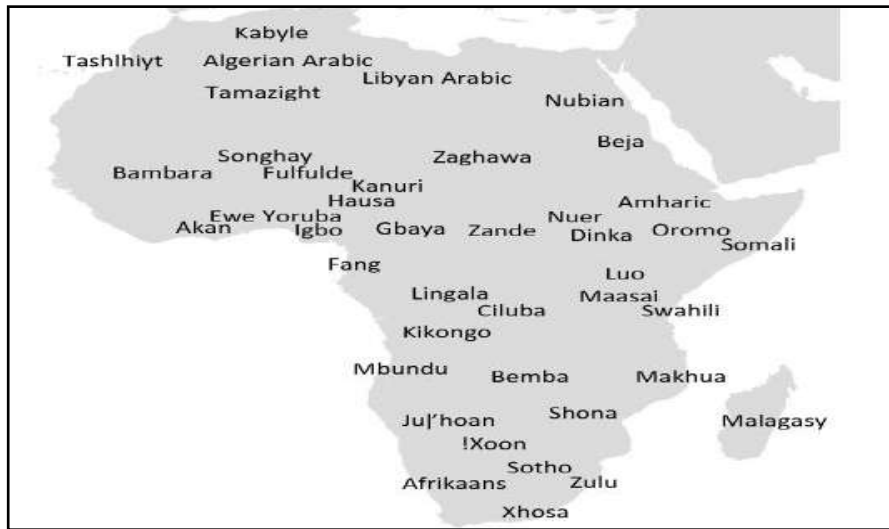 Kabyle
Tashlhiyt Algerian Arabic
Libyan Arabic
Tamazight
Nubian
Beja
Songhay Zaghawa
Bambara Fulfulde
Kanuri
Hausa Amharic
Ewe Yoruba Nuer
Akan Igbo Gbaya Zande Dinka Oromo
Somali
Fang
Luo
Lingala Maasai
Ciluba Swahili
Kikongo
Mbundu Bemba Makhua
Shona
Ju|'hoan Malagasy
!Xoon
Sotho
Afrikaans Zulu
Xhosa